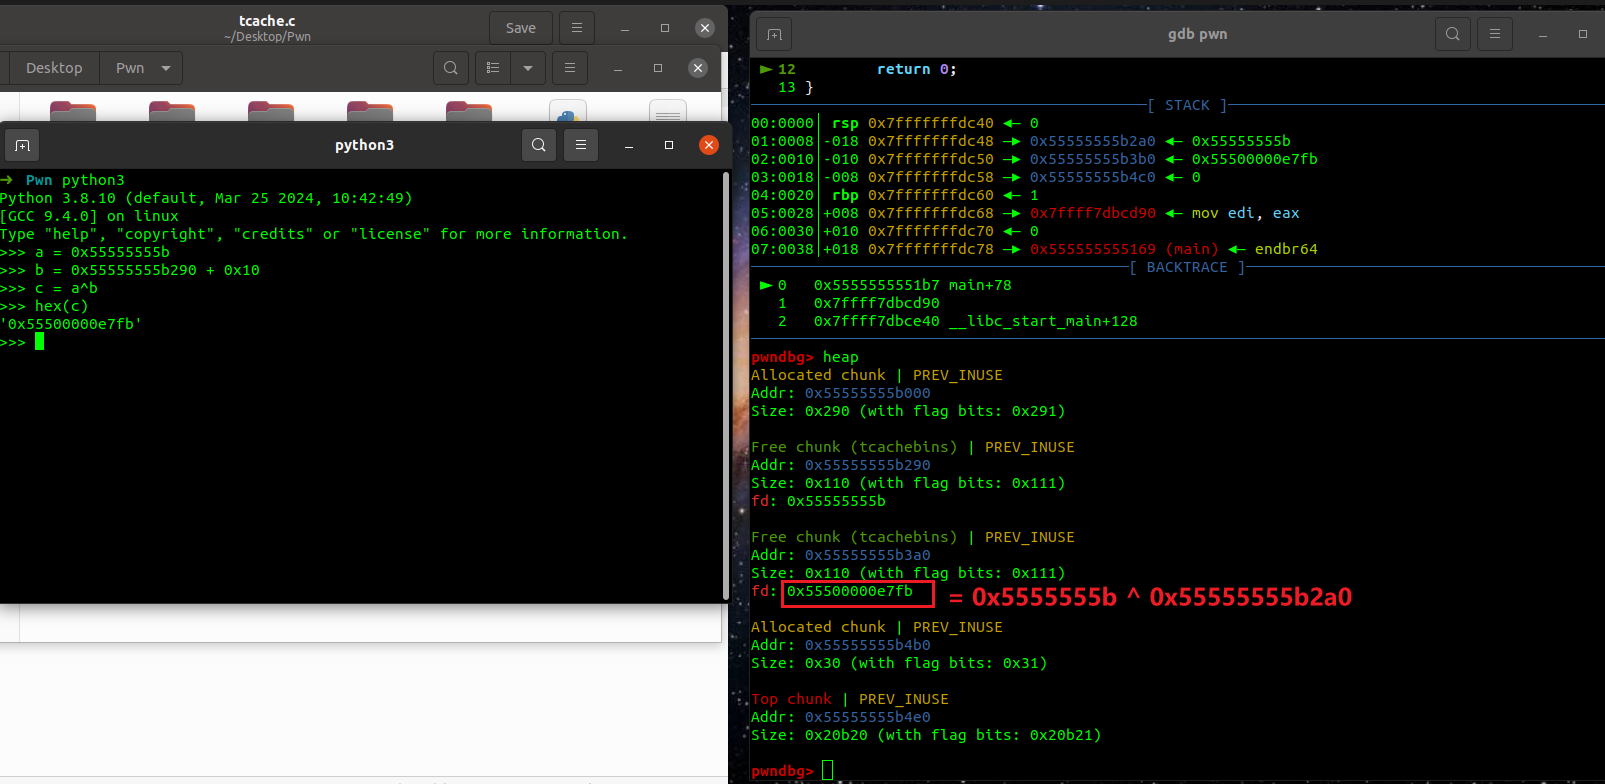 tcache.c
~/Desktop/Pwn
Save
Desktop
Pwn
python3
→ Pwn python3
Python 3.8.10 (default, Mar 25 2024, 10:42:49)
[GCC 9.4.0] on linux
Type "help", "copyright", "credits" or "license" for more information.
>>> a = 0x55555555b
>>> b = 0x55555555b290 + 0x10
>>> c = a^b
>>> hex(c)
'0x55500000e7fb'
>>>
gdb pwn
► 12 return 0;
13 }
[ STACK ]
00:0000│ rsp 0x7fffffffdc40 ◂— 0
01:0008│-018 0x7fffffffdc48 —▸ 0x55555555b2a0 ◂— 0x55555555b
02:0010│-010 0x7fffffffdc50 —▸ 0x55555555b3b0 ◂— 0x55500000e7fb
03:0018│-008 0x7fffffffdc58 —▸ 0x55555555b4c0 ◂— 0
04:0020│ rbp 0x7fffffffdc60 ◂— 1
05:0028│+008 0x7fffffffdc68 —▸ 0x7ffff7dbcd90 ◂— mov edi, eax
06:0030│+010 0x7fffffffdc70 ◂— 0
07:0038│+018 0x7fffffffdc78 —▸ 0x555555555169 (main) ◂— endbr64
[ BACKTRACE ]
► 0 0x5555555551b7 main+78
1 0x7ffff7dbcd90
2 0x7ffff7dbce40 __libc_start_main+128
pwndbg> heap
Allocated chunk | PREV_INUSE
Addr: 0x55555555b000
Size: 0x290 (with flag bits: 0x291)
Free chunk (tcachebins) | PREV_INUSE
Addr: 0x55555555b290
Size: 0x110 (with flag bits: 0x111)
fd: 0x55555555b
Free chunk (tcachebins) | PREV_INUSE
Addr: 0x55555555b3a0
Size: 0x110 (with flag bits: 0x111)
fd: 0x55500000e7fb = 0x5555555b ^ 0x55555555b2a0
Allocated chunk | PREV_INUSE
Addr: 0x55555555b4b0
Size: 0x30 (with flag bits: 0x31)
Top chunk | PREV_INUSE
Addr: 0x55555555b4e0
Size: 0x20b20 (with flag bits: 0x20b21)
pwndbg>